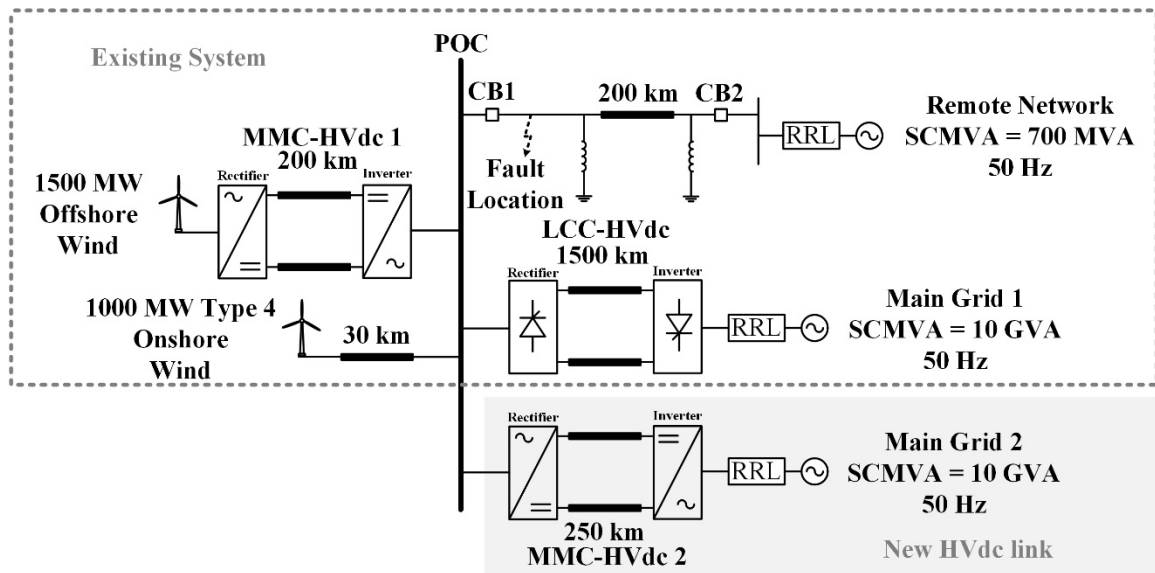 Existing System
POC
CB1
200 km
CB2
Remote Network
SCMVA = 700 MVA
50 Hz
RRL
Fault
Location
MMC-HVdc 1
200 km
Rectifier
Inverter
1500 MW
Offshore
Wind
LCC-HVdc
1500 km
Rectifier
Inverter
RRL
Main Grid 1
SCMVA = 10 GVA
50 Hz
1000 MW Type 4
Onshore
Wind
30 km
Rectifier
Inverter
RRL
Main Grid 2
SCMVA = 10 GVA
50 Hz
250 km
MMC-HVdc 2
New HVdc link